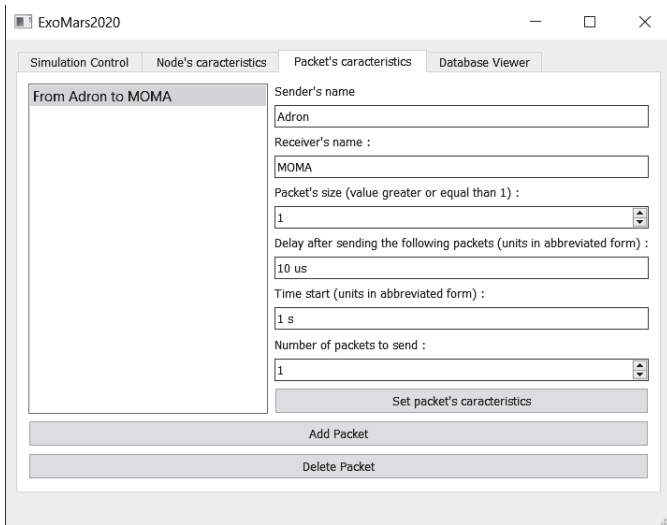 ExoMars2020
Simulation Control Node's caracteristics Packet's caracteristics Database Viewer
From Adron to MOMA
Sender's name
Adron
Receiver's name :
MOMA
Packet's size (value greater or equal than 1) :
1
Delay after sending the following packets (units in abbreviated form) :
10 us
Time start (units in abbreviated form) :
1 s
Number of packets to send :
1
Set packet's caracteristics
Add Packet
Delete Packet